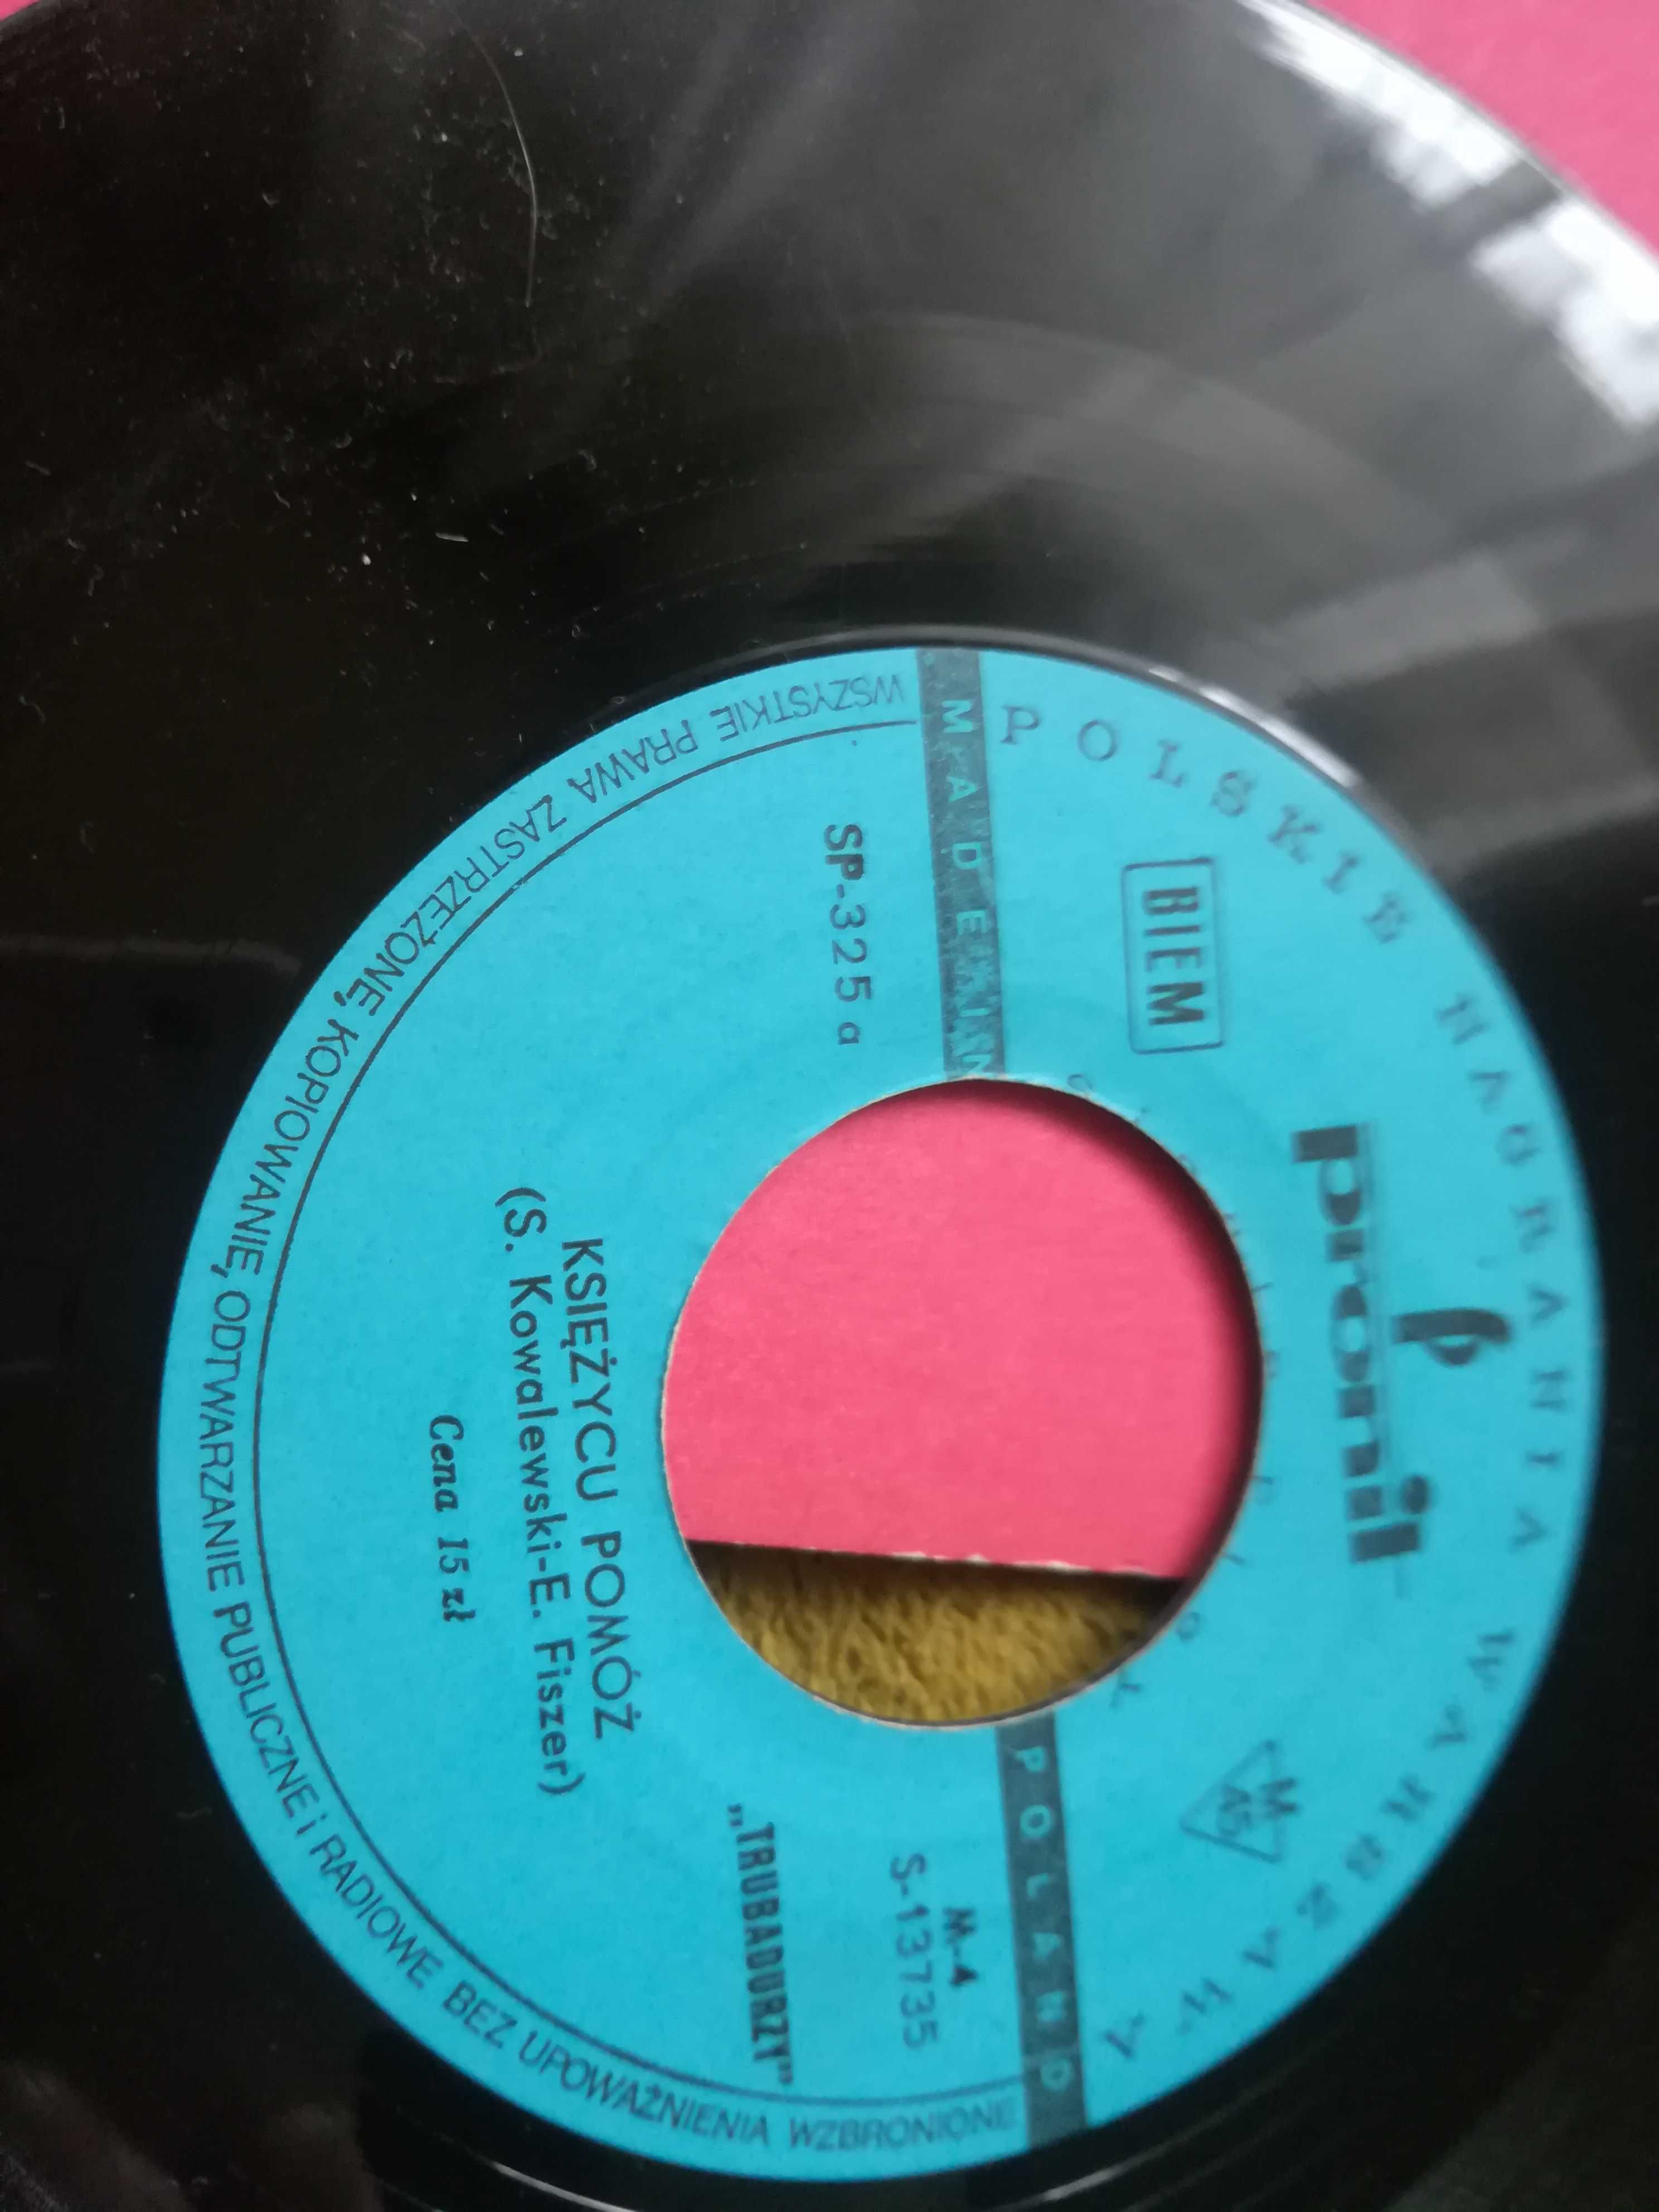 POLSKIE NAGRANIA WARSZAWA
pronit
BIEM
MADE IN
POLAND
SP-325 a
M-4
S-13735
„TRUBADURZY”
KSIĘŻYCU POMÓŻ
(S. Kowalewski-E. Fiszer)
Cena 15 zł
WSZYSTKIE PRAWA ZASTRZEŻONE, KOPIOWANIE, ODTWARZANIE PUBLICZNE i RADIOWE BEZ UPOWAŻNIENIA WZBRONIONE